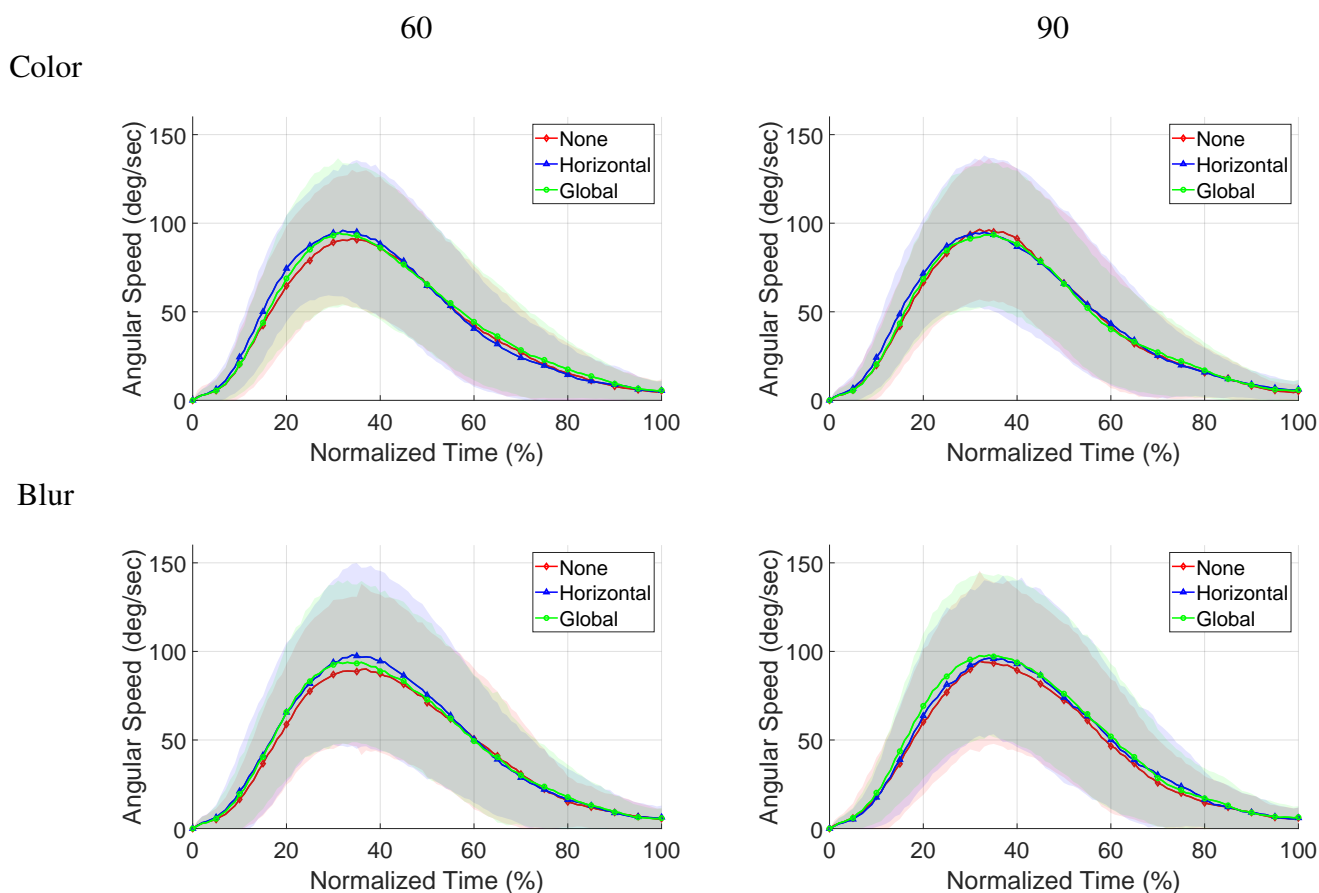 60
90
Color
150
100
50
0
Angular Speed (deg/sec)
None
Horizontal
Global
0 20 40 60 80 100
Normalized Time (%)
150
100
50
0
Angular Speed (deg/sec)
None
Horizontal
Global
0 20 40 60 80 100
Normalized Time (%)
Blur
150
100
50
0
Angular Speed (deg/sec)
None
Horizontal
Global
0 20 40 60 80 100
Normalized Time (%)
150
100
50
0
Angular Speed (deg/sec)
None
Horizontal
Global
0 20 40 60 80 100
Normalized Time (%)